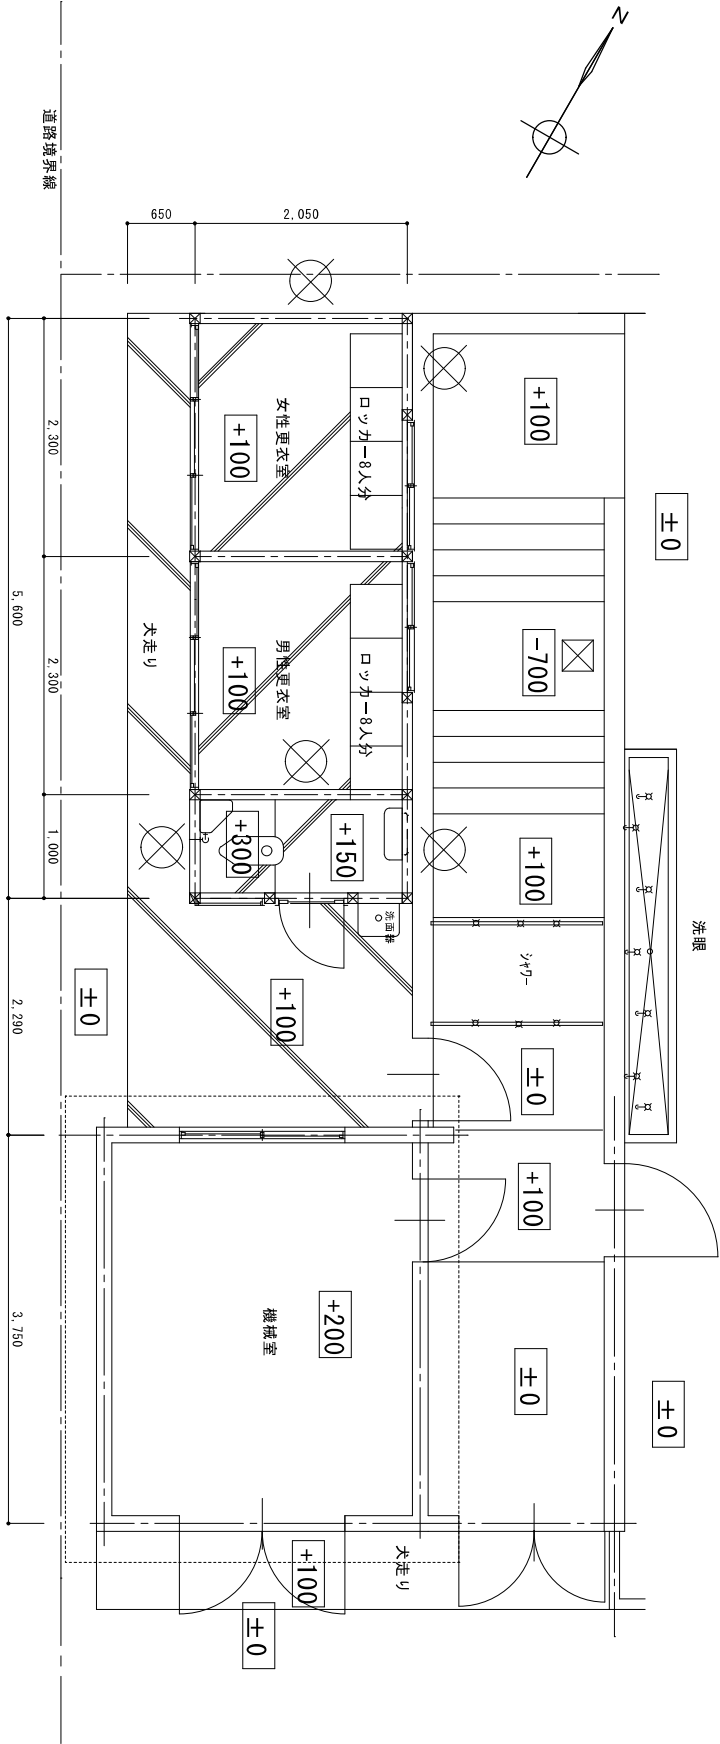 N
道路境界線
650
2,050
女性更衣室
ロッカー8人分
+100
+100
±0
2,300
5,600
犬走り
男性更衣室
ロッカー8人分
+100
-700
2,300
1,000
+300
+150
+100
洗面器
シャワー
洗眼
±0
+100
±0
2,290
+100
機械室
+200
±0
±0
3,750
犬走り
+100
±0